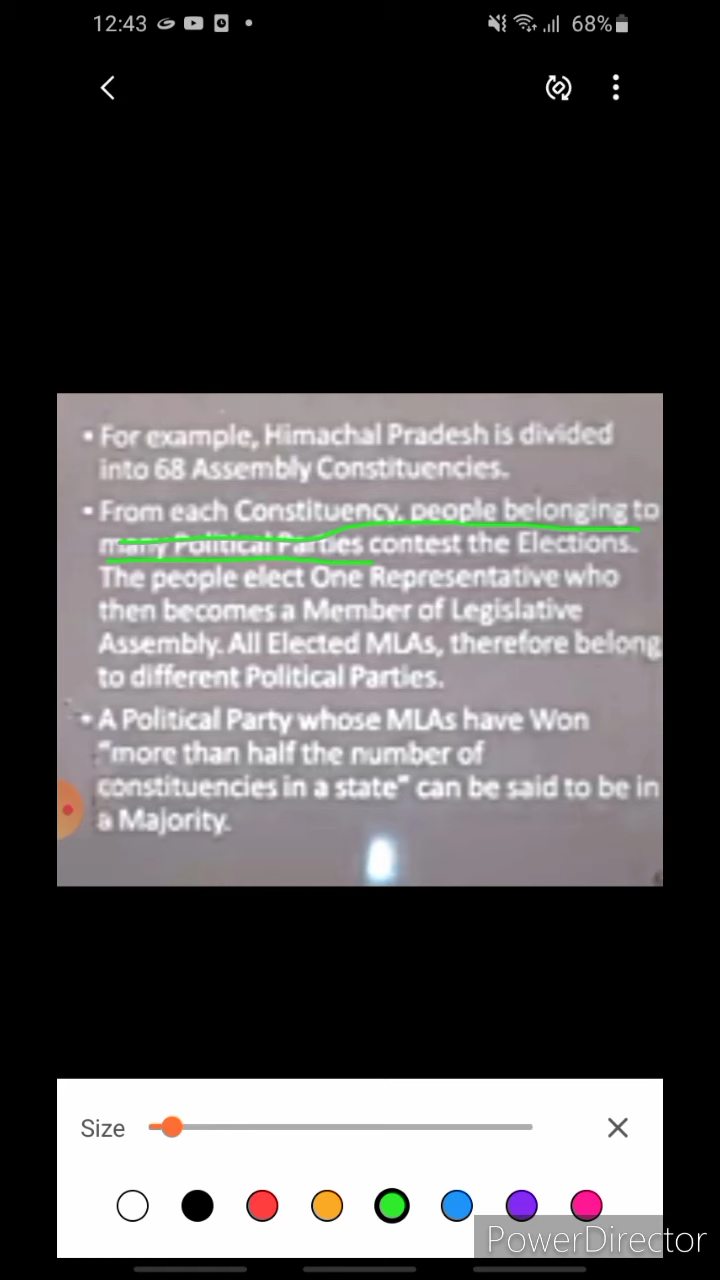 12:43
68%
• For example, Himachal Pradesh is divided
into 68 Assembly Constituencies.
• From each Constituency, people belonging to
many Political Parties contest the Elections.
The people elect One Representative who
then becomes a Member of Legislative
Assembly. All Elected MLAs, therefore belong
to different Political Parties.
• A Political Party whose MLAs have Won
"more than half the number of
constituencies in a state" can be said to be in
a Majority.
Size
PowerDirector